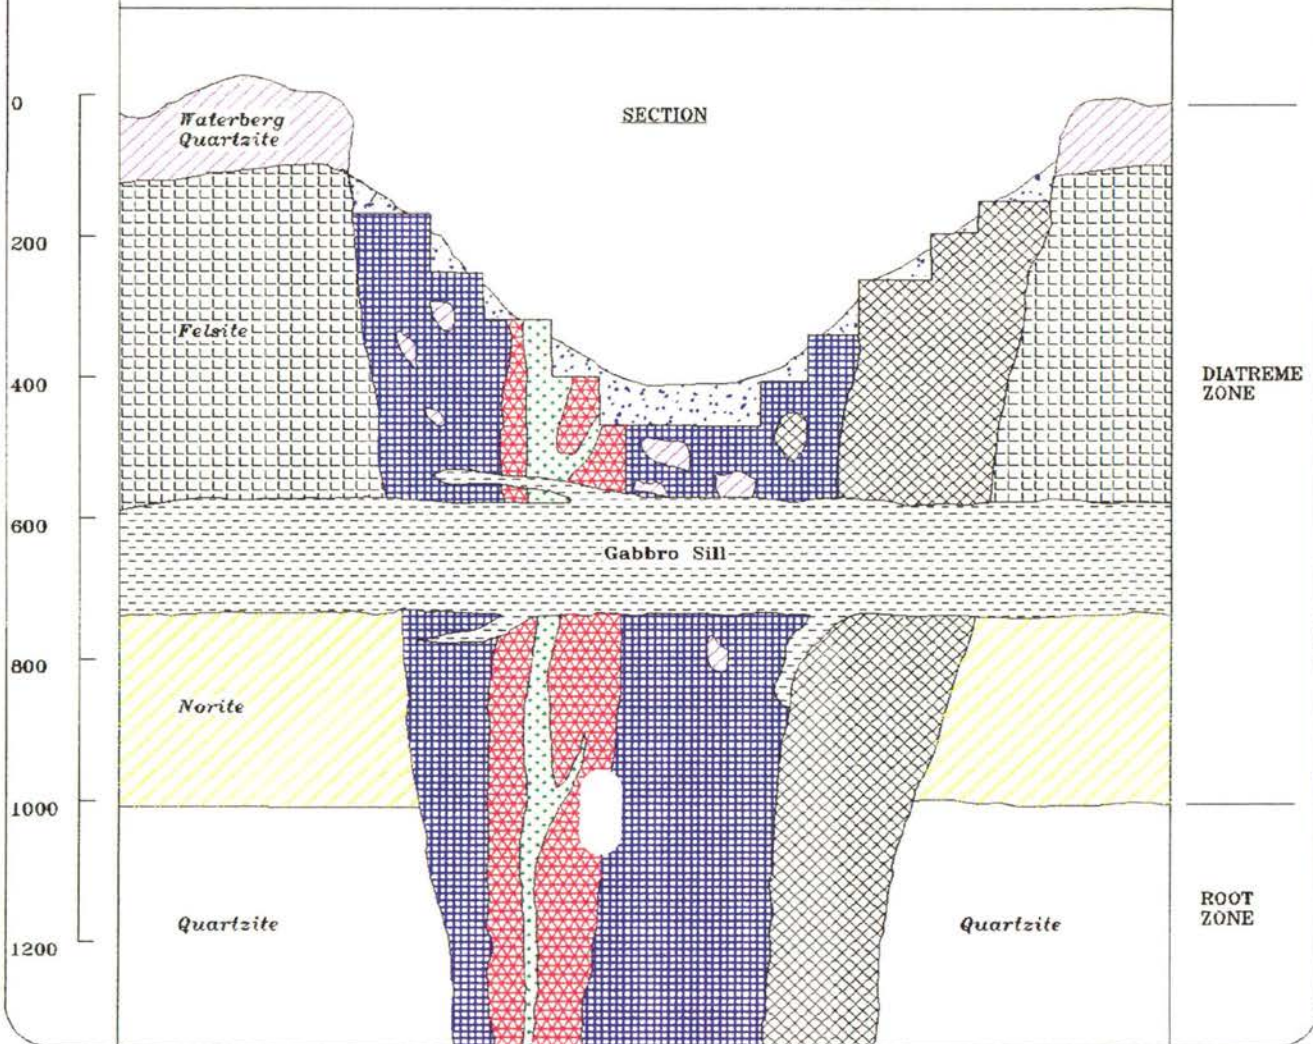 0
Waterberg
Quartzite
SECTION
200
Felsite
400
DIATREME
ZONE
600
Gabbro Sill
800
Norite
1000
ROOT
ZONE
Quartzite
Quartzite
1200